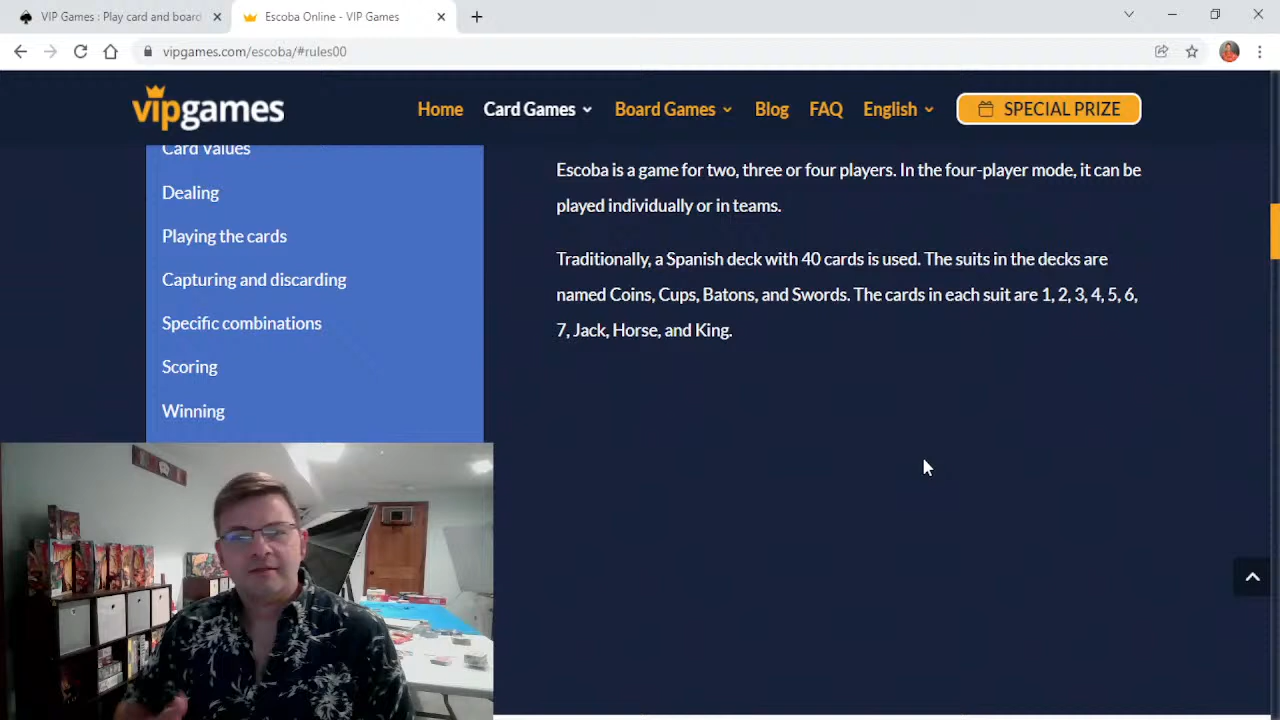 VIP Games : Play card and board
Escoba Online - VIP Games
vipgames.com/escoba/#rules00
vipgames
Home
Card Games
Board Games
Blog
FAQ
English
SPECIAL PRIZE
Card Values
Dealing
Playing the cards
Capturing and discarding
Specific combinations
Scoring
Winning
Escoba is a game for two, three or four players. In the four-player mode, it can be
played individually or in teams.
Traditionally, a Spanish deck with 40 cards is used. The suits in the decks are
named Coins, Cups, Batons, and Swords. The cards in each suit are 1, 2, 3, 4, 5, 6,
7, Jack, Horse, and King.